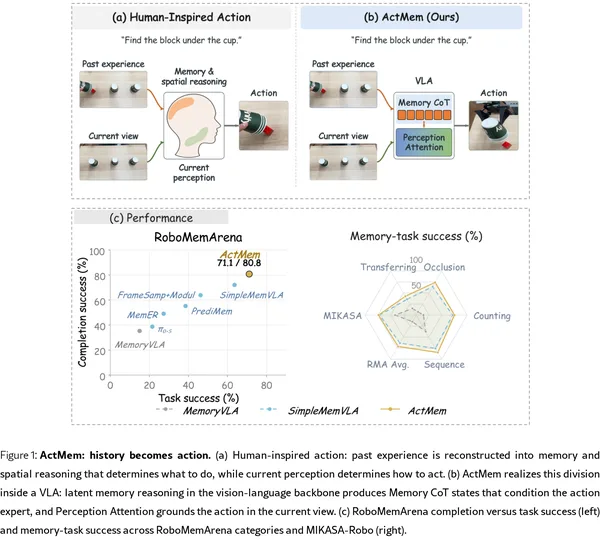 (a) Human-Inspired Action
"Find the block under the cup."
Past experience
Memory &
spatial reasoning
Action
Current view
Current
perception
(b) ActMem (Ours)
"Find the block under the cup."
Past experience
VLA
Memory CoT
Action
Current view
Perception
Attention
(c) Performance
RoboMemArena
Completion success (%)
100
80
60
40
20
0
ActMem
71.1 / 80.8
FrameSamp+Modul
SimpleMemVLA
MemER
PrediMem
π0.5
MemoryVLA
0 20 40 60 80
Task success (%)
Memory-task success (%)
100
50
Transferring
Occlusion
MIKASA
Counting
RMA Avg.
Sequence
MemoryVLA
SimpleMemVLA
ActMem
Figure 1: ActMem: history becomes action. (a) Human-inspired action: past experience is reconstructed into memory and
spatial reasoning that determines what to do, while current perception determines how to act. (b) ActMem realizes this division
inside a VLA: latent memory reasoning in the vision-language backbone produces Memory CoT states that condition the action
expert, and Perception Attention grounds the action in the current view. (c) RoboMemArena completion versus task success (left)
and memory-task success across RoboMemArena categories and MIKASA-Robo (right).